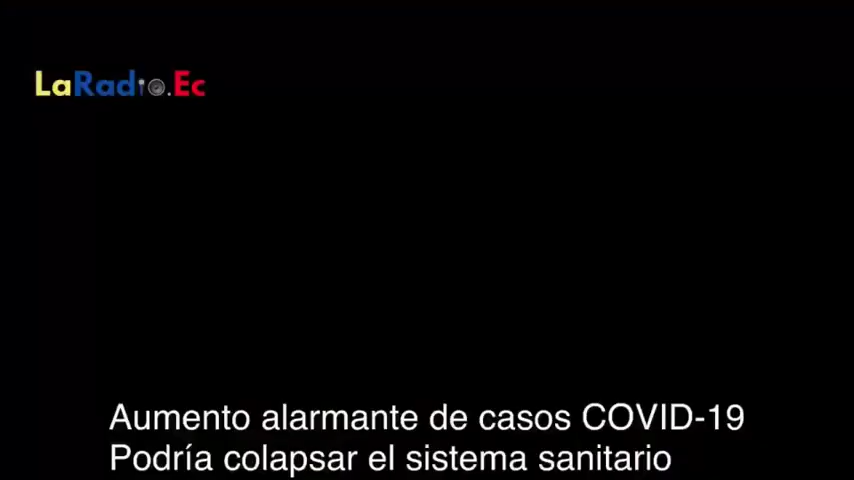 LaRadio.Ec
Aumento alarmante de casos COVID-19
Podría colapsar el sistema sanitario